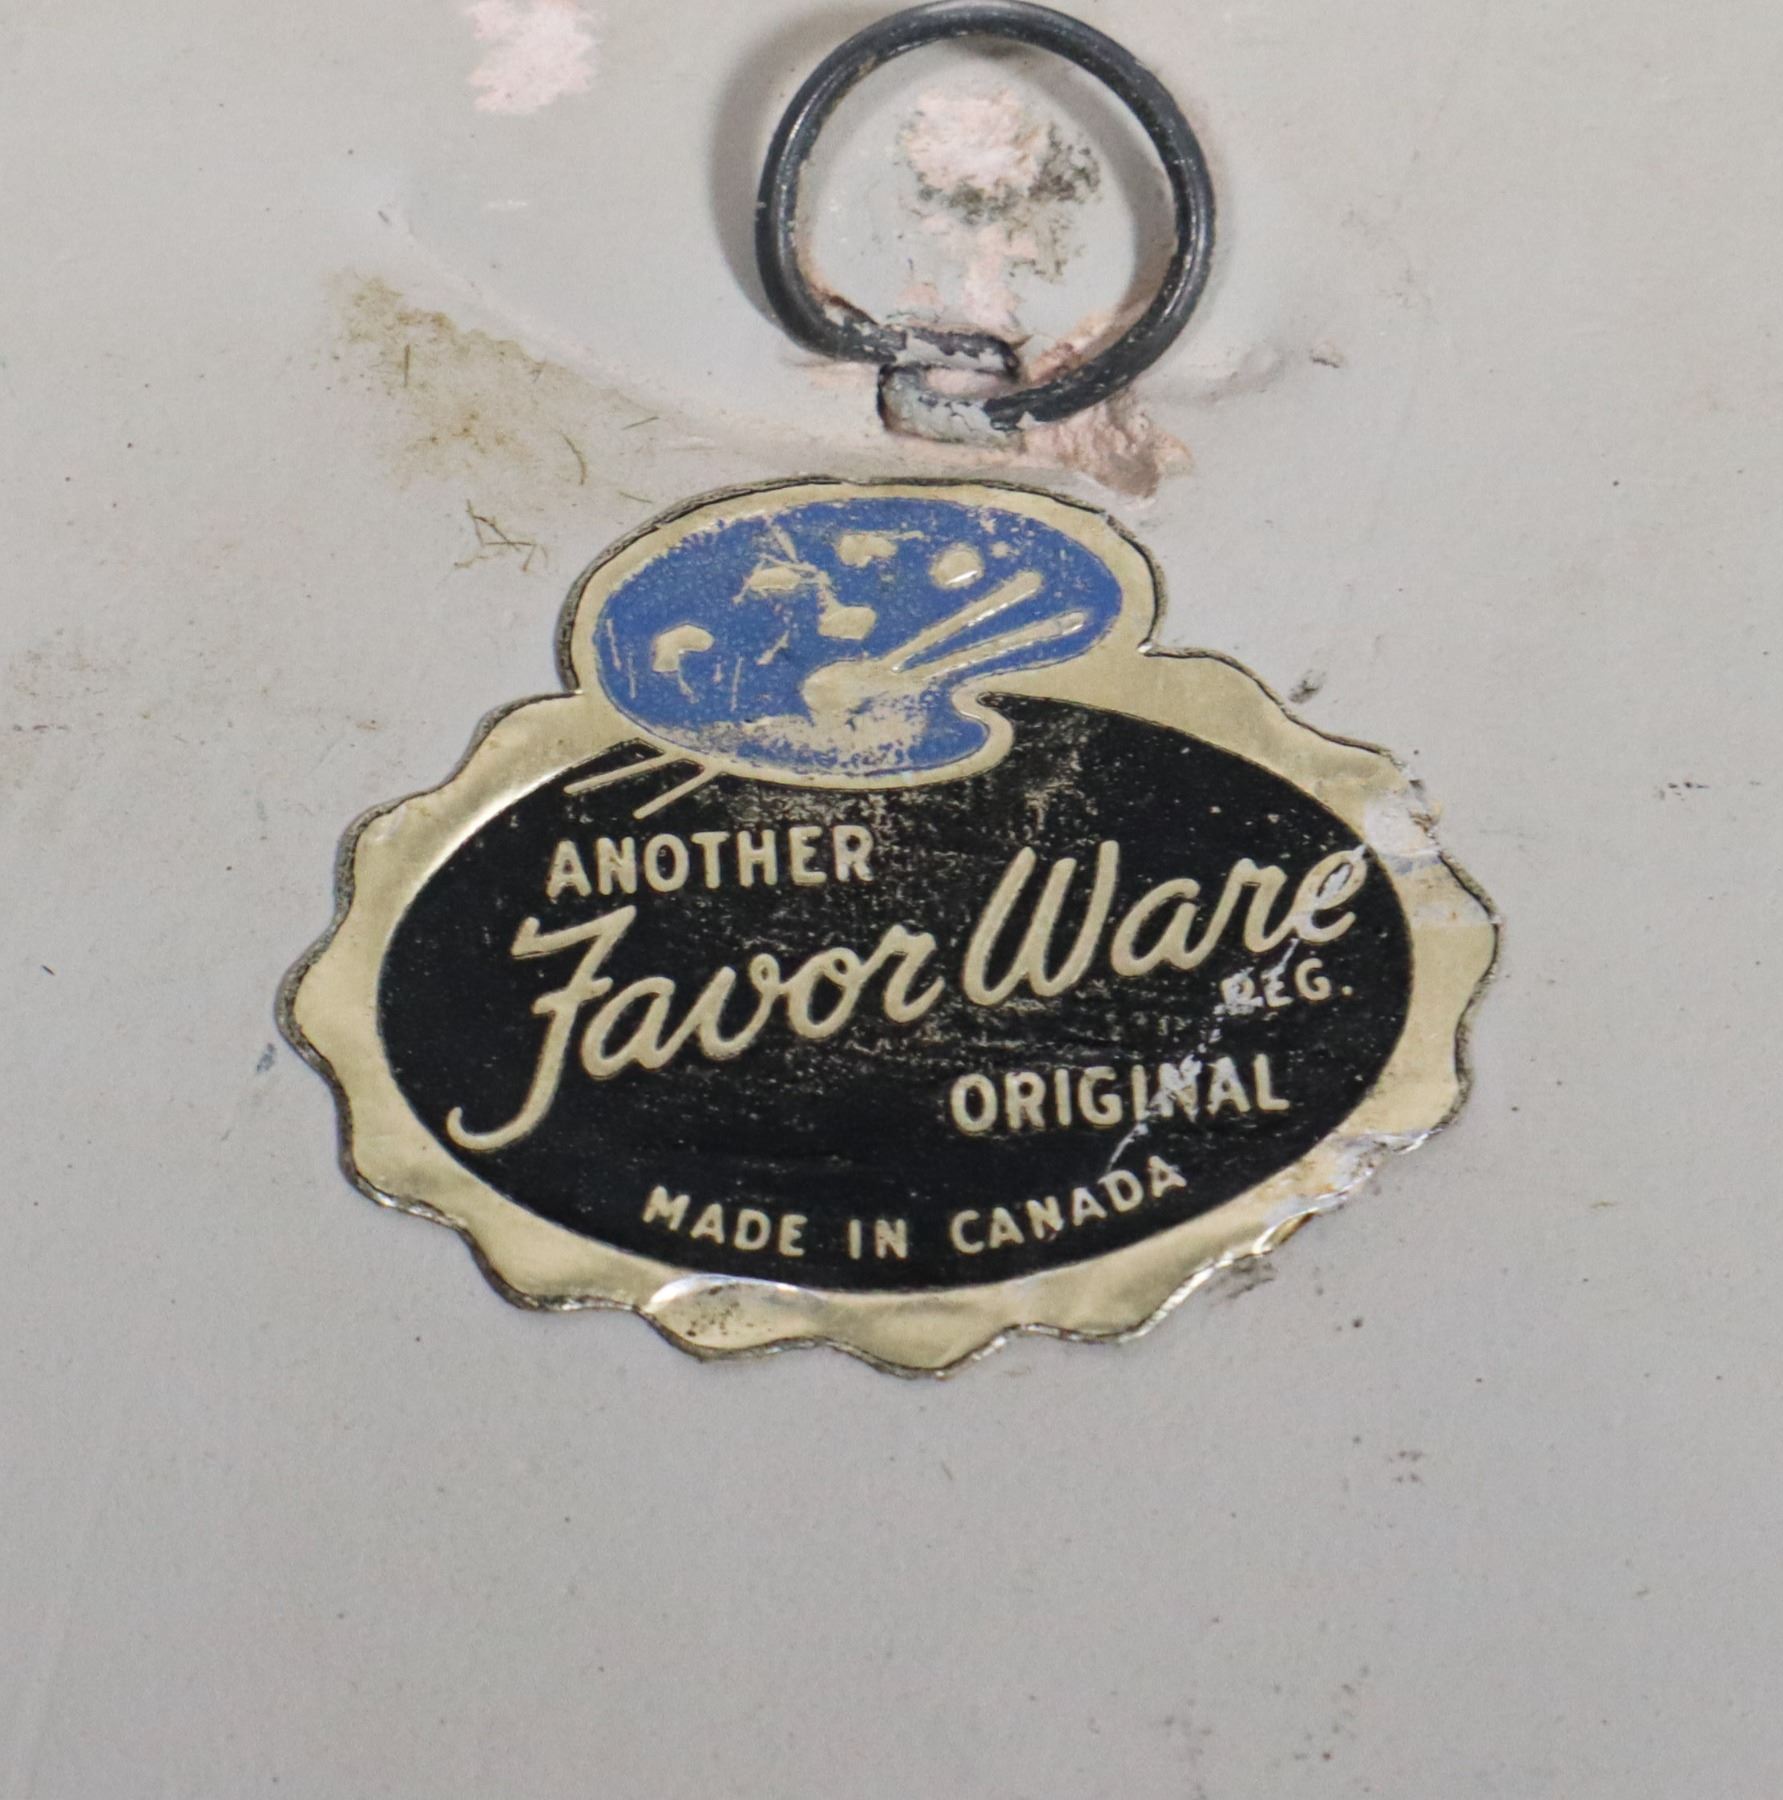 ANOTHER
Favor Ware
REG.
ORIGINAL
MADE IN CANADA